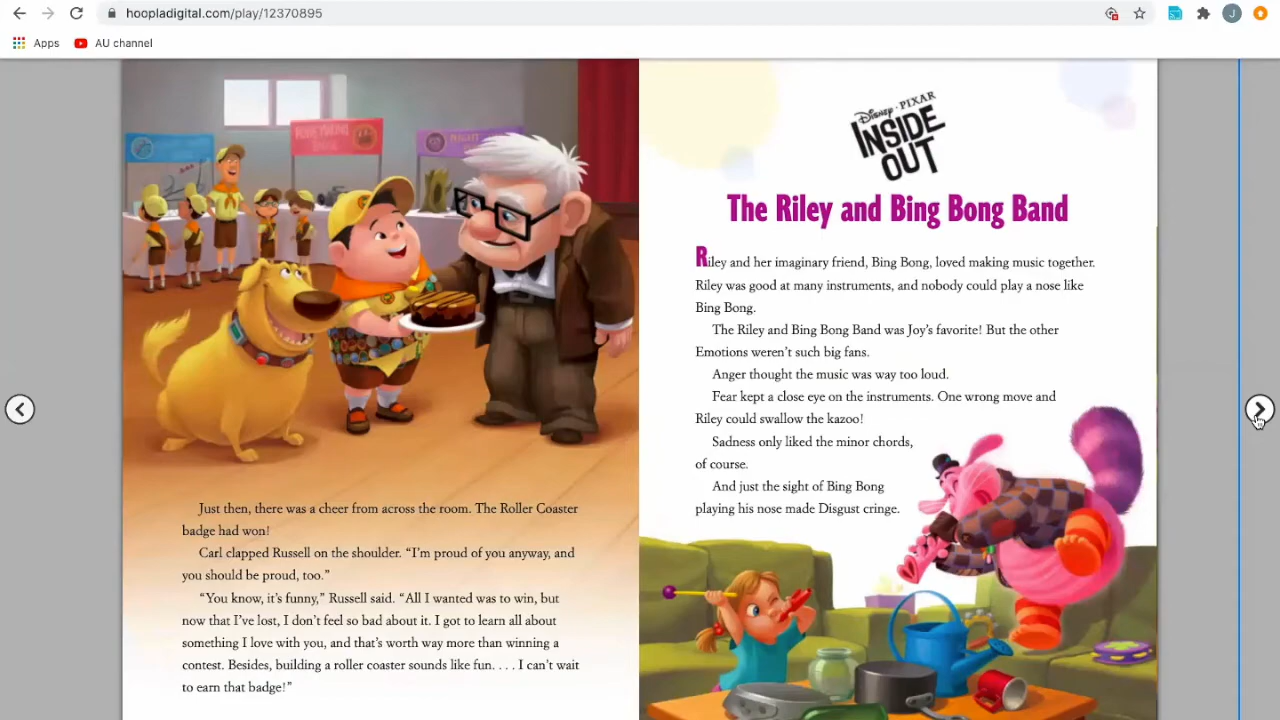 hoopladigital.com/play/12370895
J
Apps
AU channel
Just then, there was a cheer from across the room. The Roller Coaster
badge had won!
Carl clapped Russell on the shoulder. “I’m proud of you anyway, and
you should be proud, too.”
“You know, it’s funny,” Russell said. “All I wanted was to win, but
now that I’ve lost, I don’t feel so bad about it. I got to learn all about
something I love with you, and that’s worth way more than winning a
contest. Besides, building a roller coaster sounds like fun. . . . I can’t wait
to earn that badge!”
DISNEY · PIXAR
INSIDE
OUT
The Riley and Bing Bong Band
Riley and her imaginary friend, Bing Bong, loved making music together.
Riley was good at many instruments, and nobody could play a nose like
Bing Bong.
The Riley and Bing Bong Band was Joy’s favorite! But the other
Emotions weren’t such big fans.
Anger thought the music was way too loud.
Fear kept a close eye on the instruments. One wrong move and
Riley could swallow the kazoo!
Sadness only liked the minor chords,
of course.
And just the sight of Bing Bong
playing his nose made Disgust cringe.